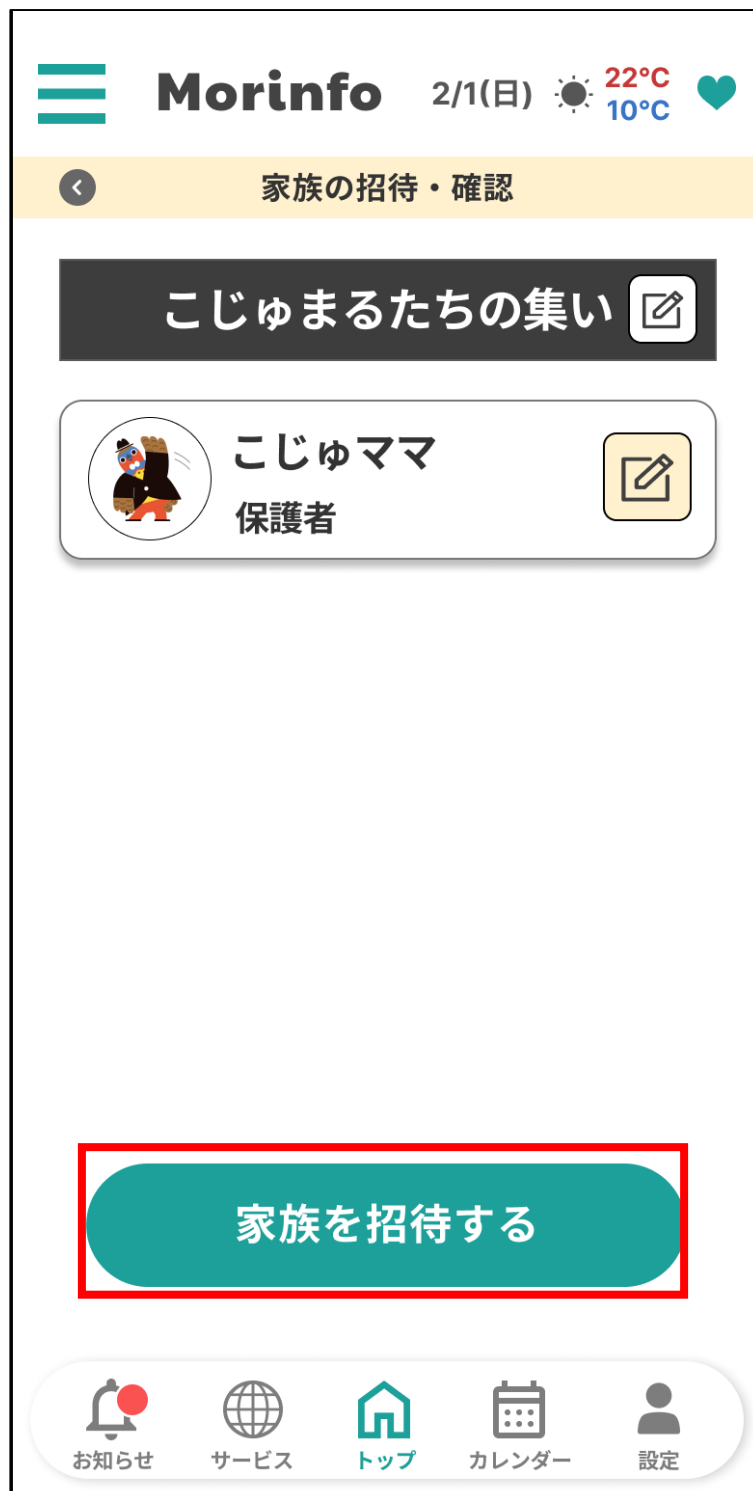 Morinfo
2/1(日)
22°C
10°C
家族の招待・確認
こじゅまるたちの集い
こじゅママ
保護者
家族を招待する
お知らせ
サービス
トップ
カレンダー
設定